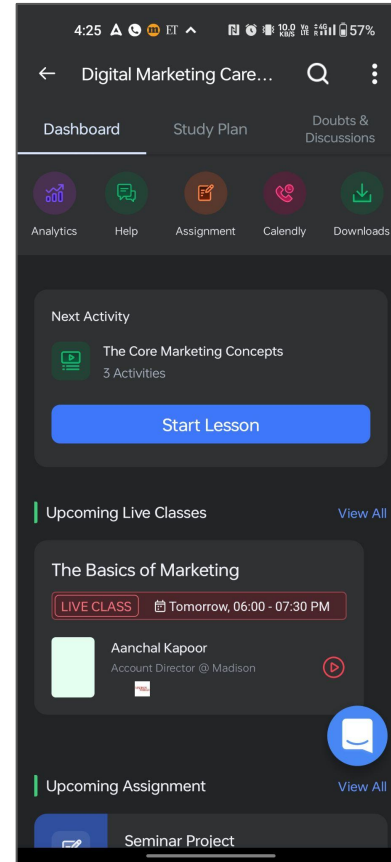 4:25 ET 10.0 KB/S Yo LTE 4G R 57%
Digital Marketing Care...
Dashboard
Study Plan
Doubts &
Discussions
Analytics
Help
Assignment
Calendly
Downloads
Next Activity
The Core Marketing Concepts
3 Activities
Start Lesson
Upcoming Live Classes
View All
The Basics of Marketing
LIVE CLASS
Tomorrow, 06:00 - 07:30 PM
Aanchal Kapoor
Account Director @ Madison
Upcoming Assignment
View All
Seminar Project